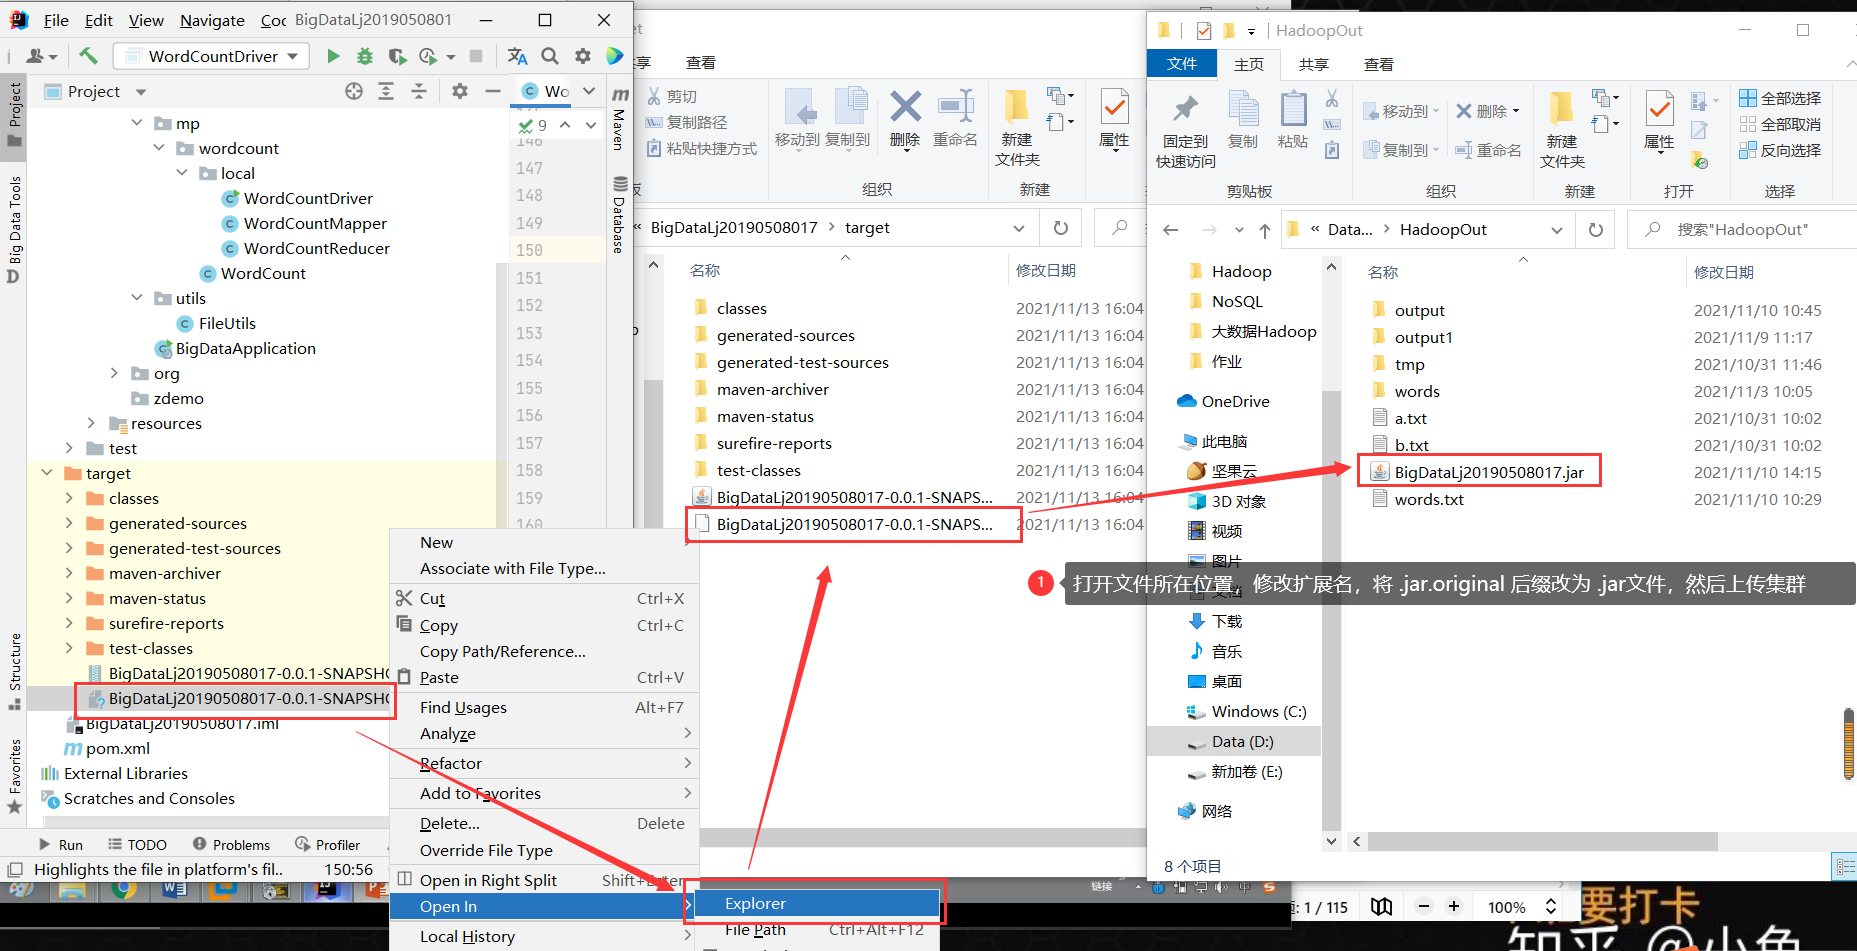 File Edit View Navigate Coc BigDataLj2019050801
WordCountDriver
Project
Wo
9
mp
wordcount
local
WordCountDriver
WordCountMapper
WordCountReducer
WordCount
utils
FileUtils
BigDataApplication
org
zdemo
resources
test
target
classes
generated-sources
generated-test-sources
maven-archiver
maven-status
surefire-reports
test-classes
BigDataLj20190508017-0.0.1-SNAPSHO
BigDataLj20190508017-0.0.1-SNAPSHO
BigDataLj20190508017.iml
pom.xml
External Libraries
Scratches and Consoles
Project
Big Data Tools
Structure
Favorites
Maven
Database
146
147
148
149
150
151
152
153
154
155
156
157
158
159
160
Run TODO Problems Profiler
Highlights the file in platform's fil.. 150:56
New
Associate with File Type...
Cut Ctrl+X
Copy Ctrl+C
Copy Path/Reference...
Paste Ctrl+V
Find Usages Alt+F7
Analyze
Refactor
Add to Favorites
Delete... Delete
Override File Type
Open in Right Split Shift+Enter
Open In
Local History
Explorer
File Path Ctrl+Alt+F12
et
享 查看
剪切
复制路径
粘贴快捷方式
移动到 复制到 删除 重命名
新建
文件夹
属性
组织 新建
« BigDataLj20190508017 › target
名称 修改日期
classes 2021/11/13 16:04
generated-sources 2021/11/13 16:04
generated-test-sources 2021/11/13 16:04
maven-archiver 2021/11/13 16:04
maven-status 2021/11/13 16:04
surefire-reports 2021/11/13 16:04
test-classes 2021/11/13 16:04
BigDataLj20190508017-0.0.1-SNAPS... 2021/11/13 16:04
BigDataLj20190508017-0.0.1-SNAPS... 2021/11/13 16:04
HadoopOut
文件 主页 共享 查看
固定到
快速访问
复制 粘贴
移动到 删除
复制到 重命名
新建
文件夹
属性
全部选择
全部取消
反向选择
剪贴板 组织 新建 打开 选择
« Data... › HadoopOut
搜索"HadoopOut"
Hadoop
NoSQL
大数据Hadoop
作业
OneDrive
此电脑
坚果云
3D 对象
视频
图片
文档
下载
音乐
桌面
Windows (C:)
Data (D:)
新加卷 (E:)
网络
名称 修改日期
output 2021/11/10 10:45
output1 2021/11/9 11:17
tmp 2021/10/31 11:46
words 2021/11/3 10:05
a.txt 2021/10/31 10:02
b.txt 2021/10/31 10:02
BigDataLj20190508017.jar 2021/11/10 14:15
words.txt 2021/11/10 10:29
1 打开文件所在位置，修改扩展名，将 .jar.original 后缀改为 .jar文件，然后上传集群
8 个项目
链接
中
: 1 / 115
100%
要打卡
知乎 @小鱼